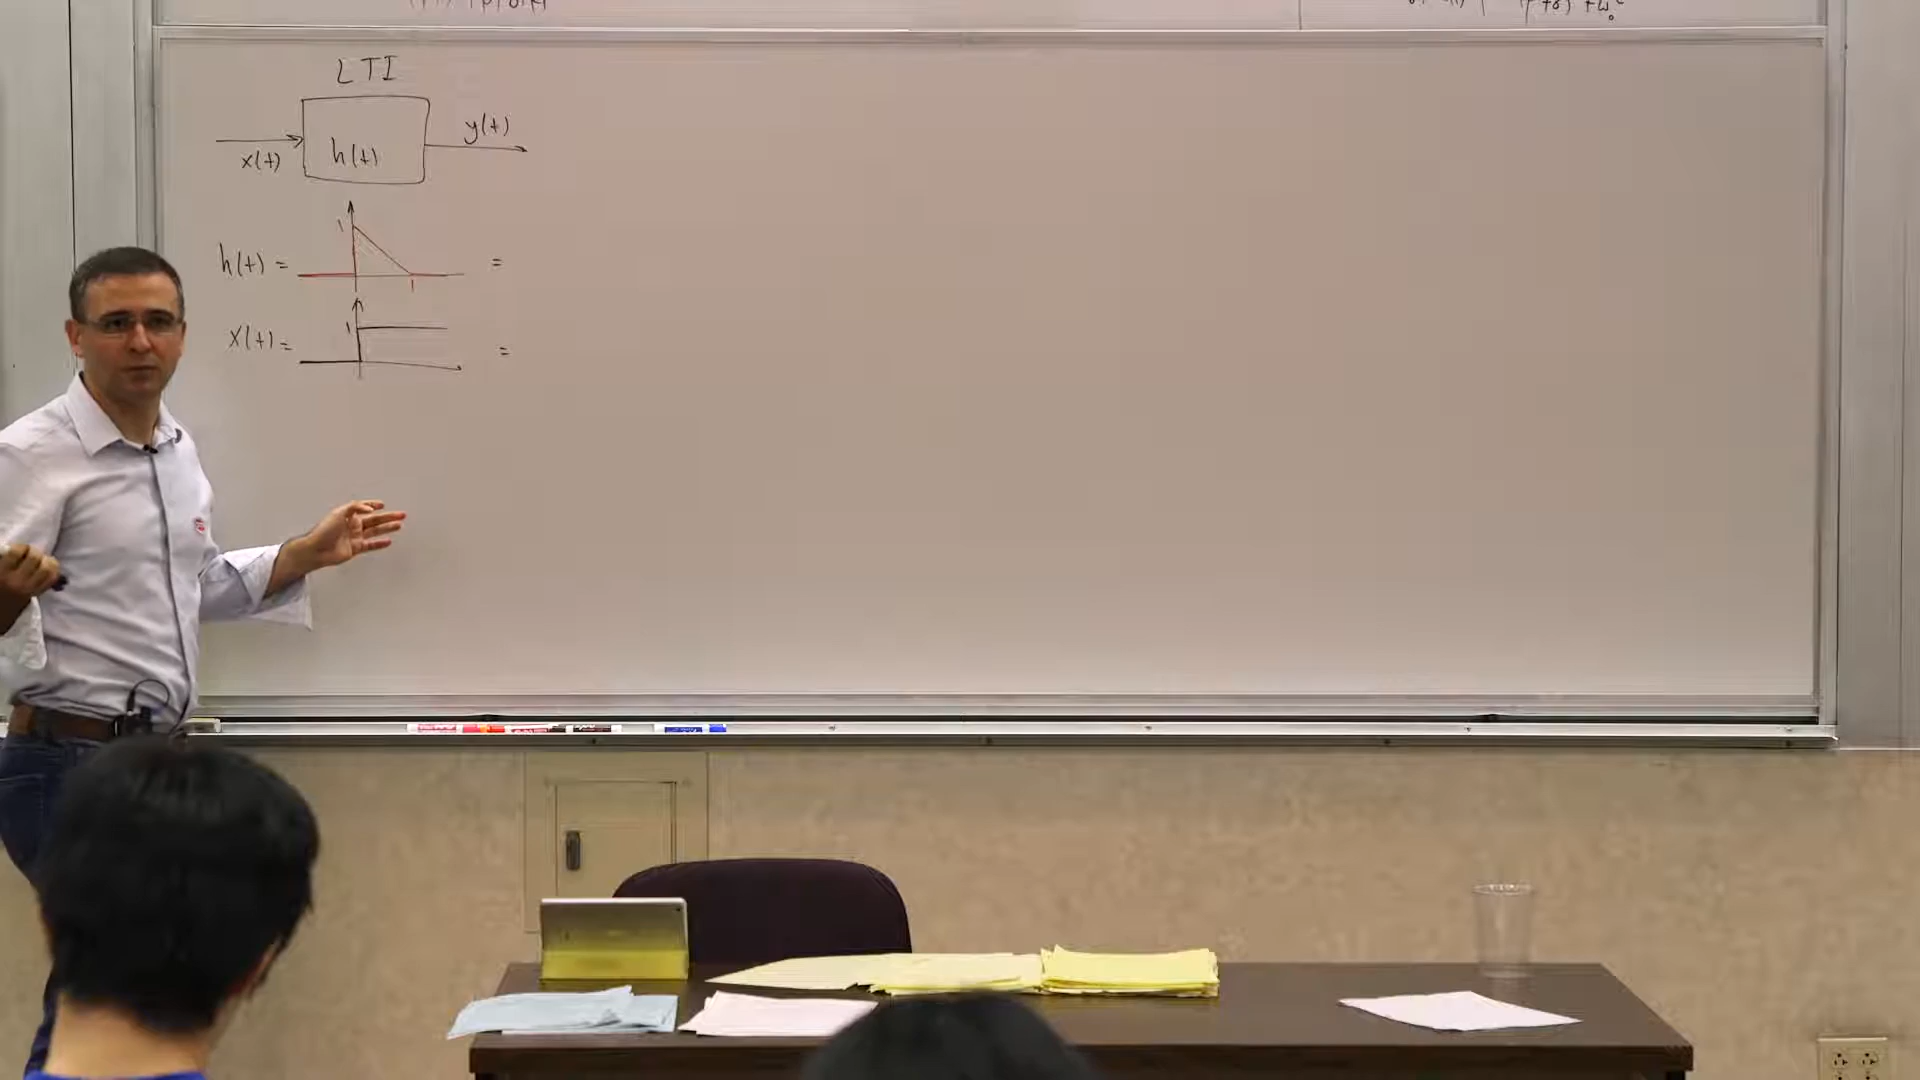 LTI
x(t) h(t) y(t)
1
h(t) = =
1
1
x(t) = =